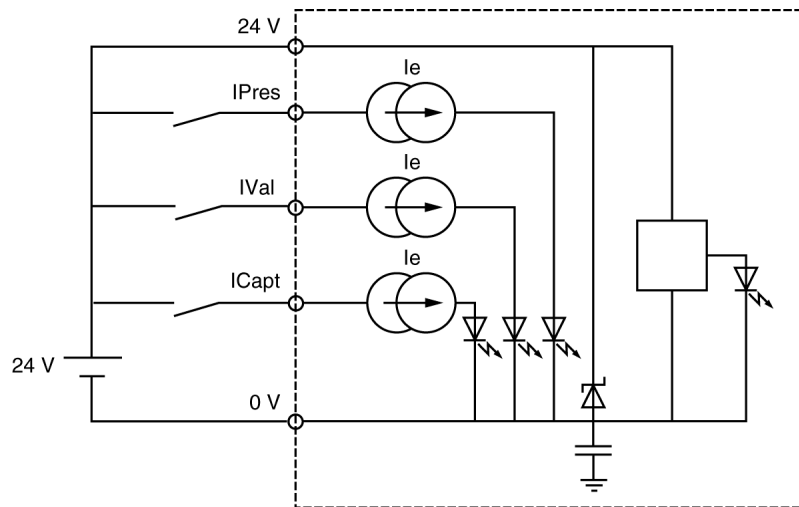 24 V
Ie
IPres
Ie
IVal
Ie
ICapt
24 V
0 V